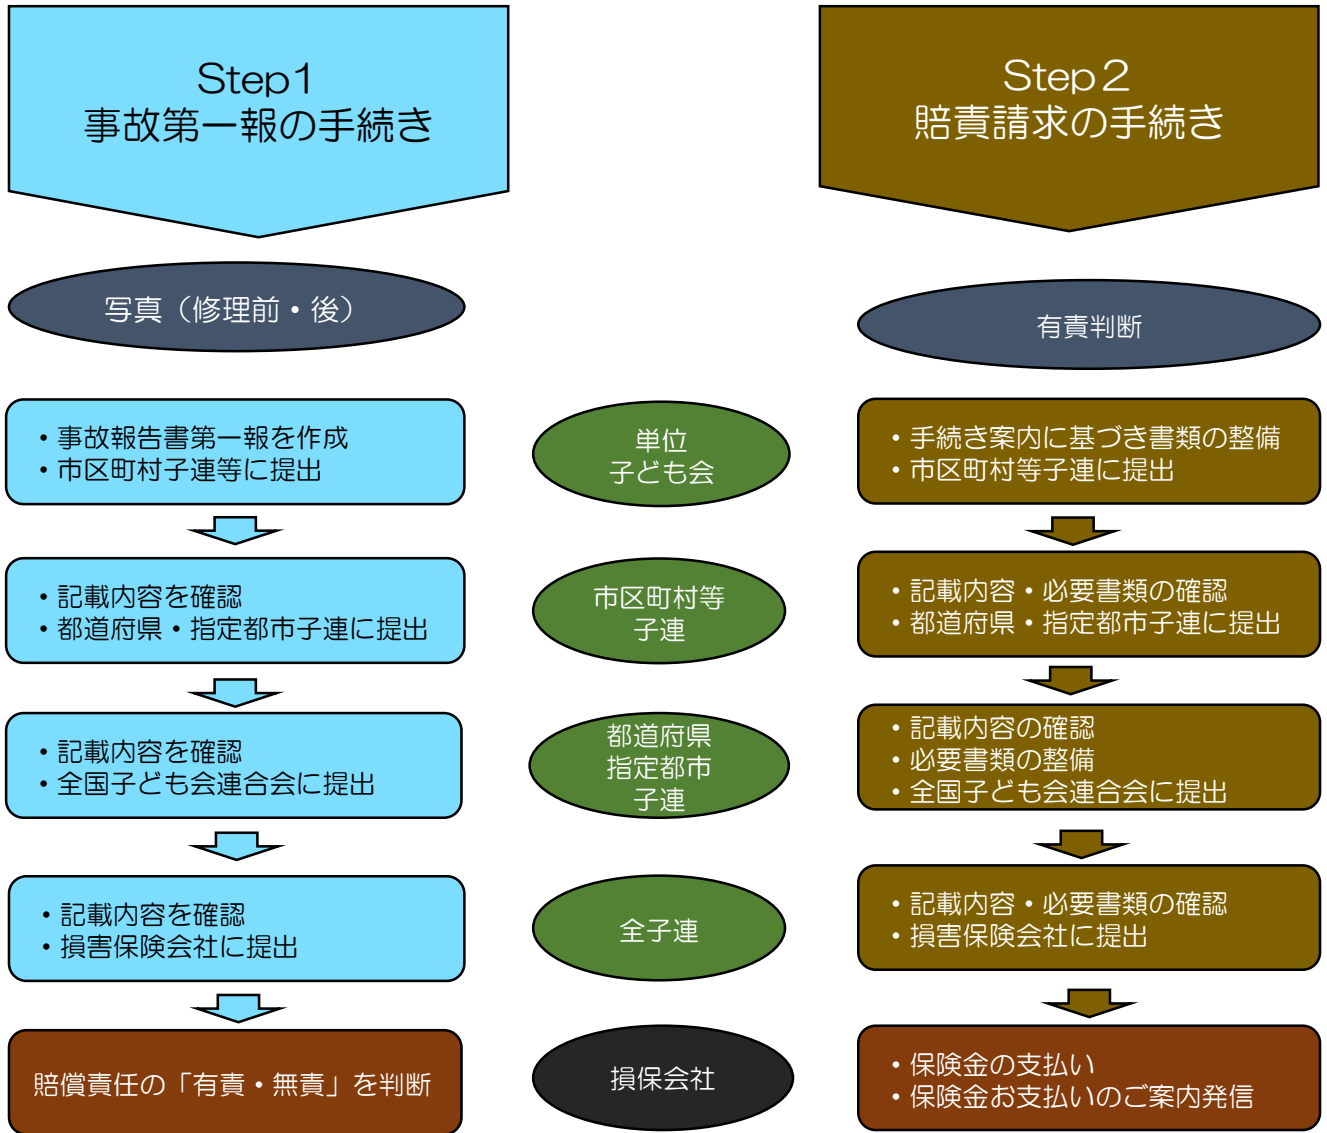 Step1
事故第一報の手続き
Step２
賠責請求の手続き
写真（修理前・後）
有責判断
・事故報告書第一報を作成
・市区町村子連等に提出
単位
子ども会
・手続き案内に基づき書類の整備
・市区町村等子連に提出
・記載内容を確認
・都道府県・指定都市子連に提出
市区町村等
子連
・記載内容・必要書類の確認
・都道府県・指定都市子連に提出
・記載内容を確認
・全国子ども会連合会に提出
都道府県
指定都市
子連
・記載内容の確認
・必要書類の整備
・全国子ども会連合会に提出
・記載内容を確認
・損害保険会社に提出
全子連
・記載内容・必要書類の確認
・損害保険会社に提出
賠償責任の「有責・無責」を判断
損保会社
・保険金の支払い
・保険金お支払いのご案内発信